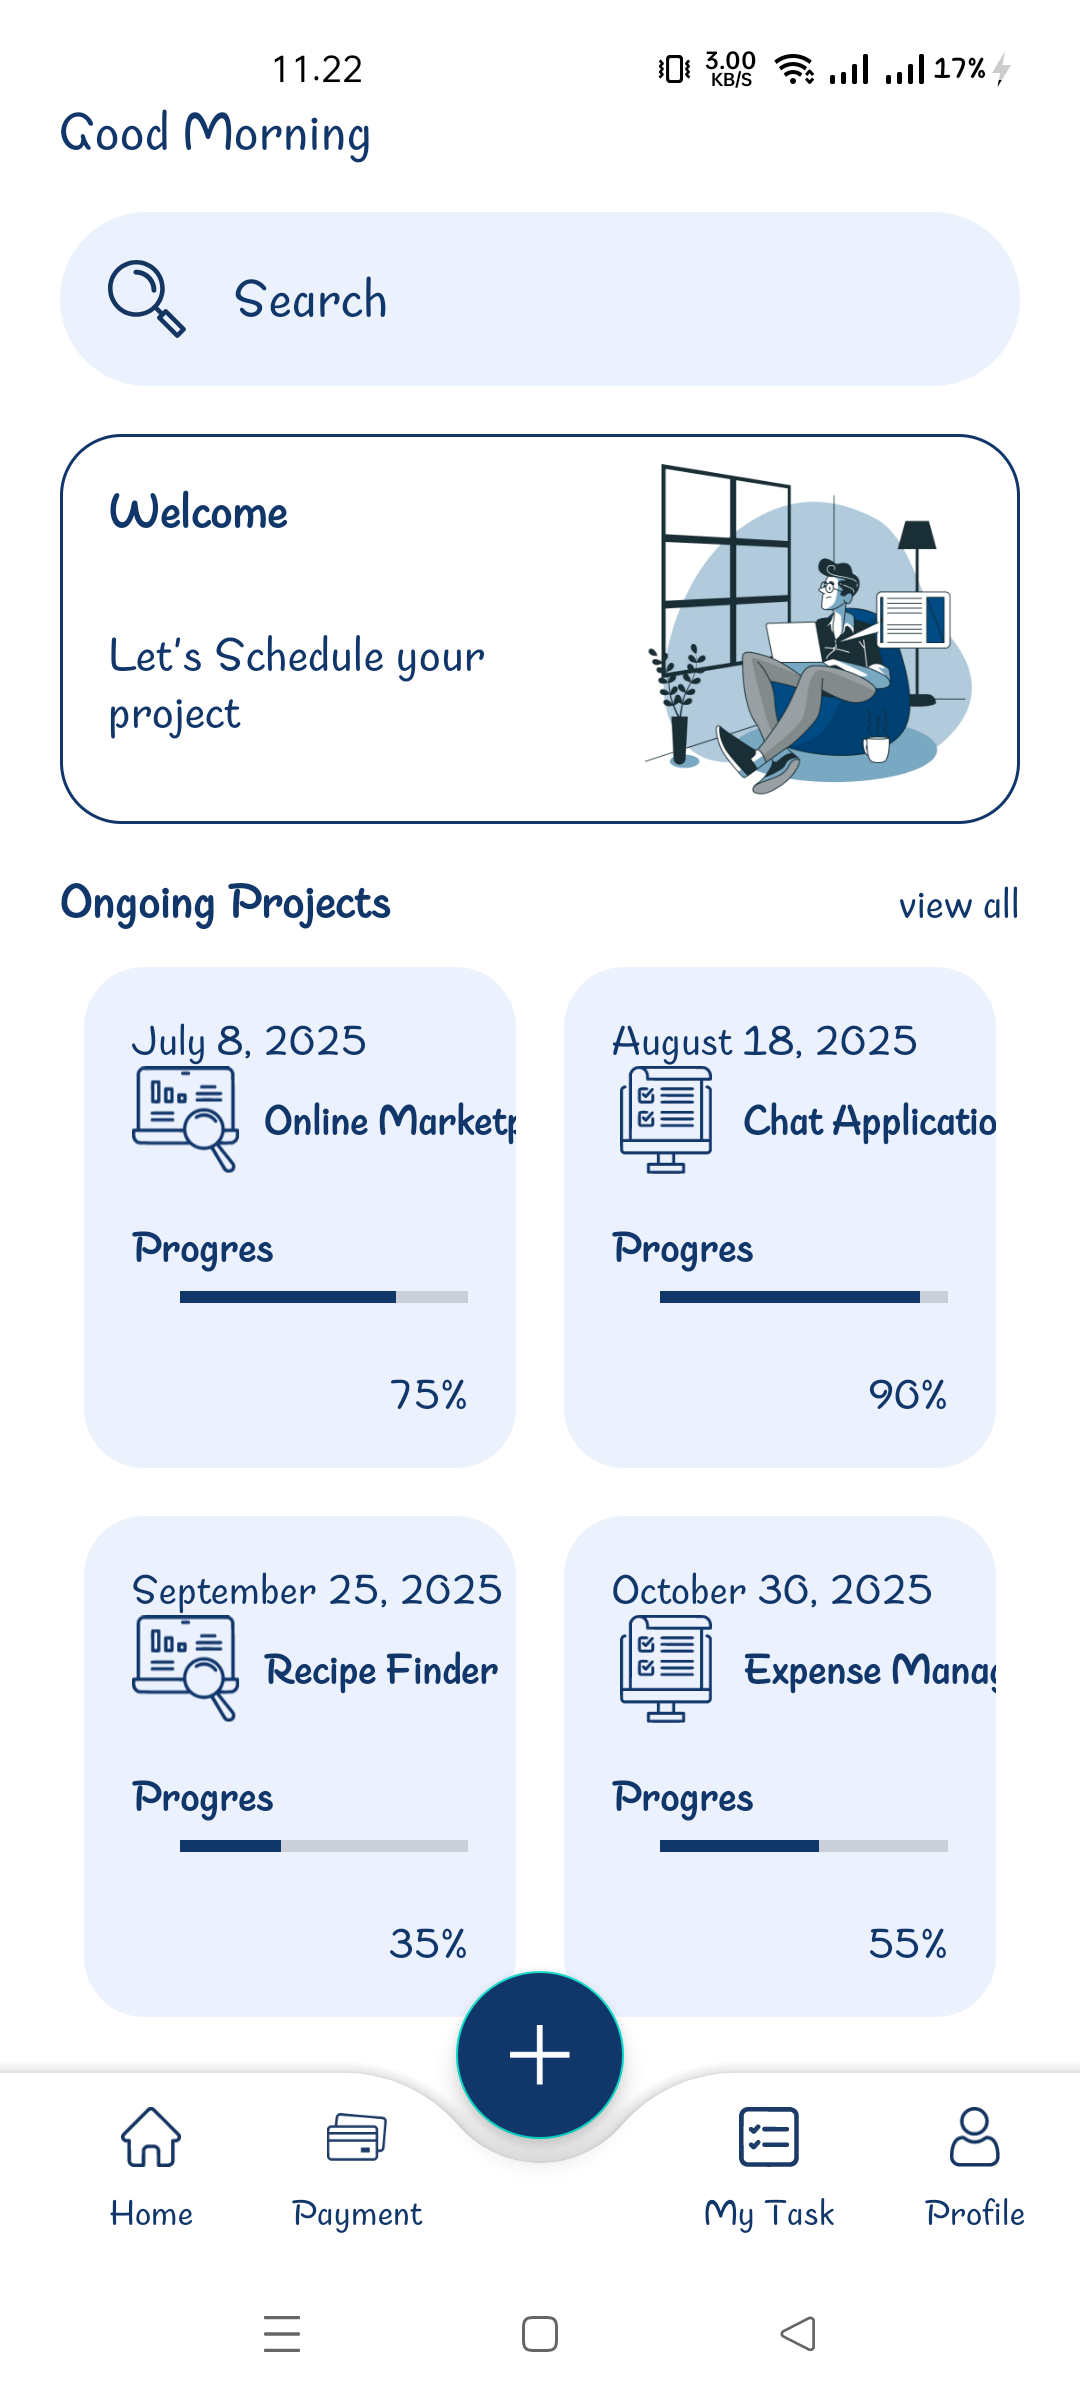 11.22
3.00
KB/S
17%
Good Morning
Search
Welcome
Let's Schedule your
project
Ongoing Projects
view all
July 8, 2025
Online Marketp
Progres
75%
August 18, 2025
Chat Applicatio
Progres
90%
September 25, 2025
Recipe Finder
Progres
35%
October 30, 2025
Expense Manag
Progres
55%
Home
Payment
My Task
Profile